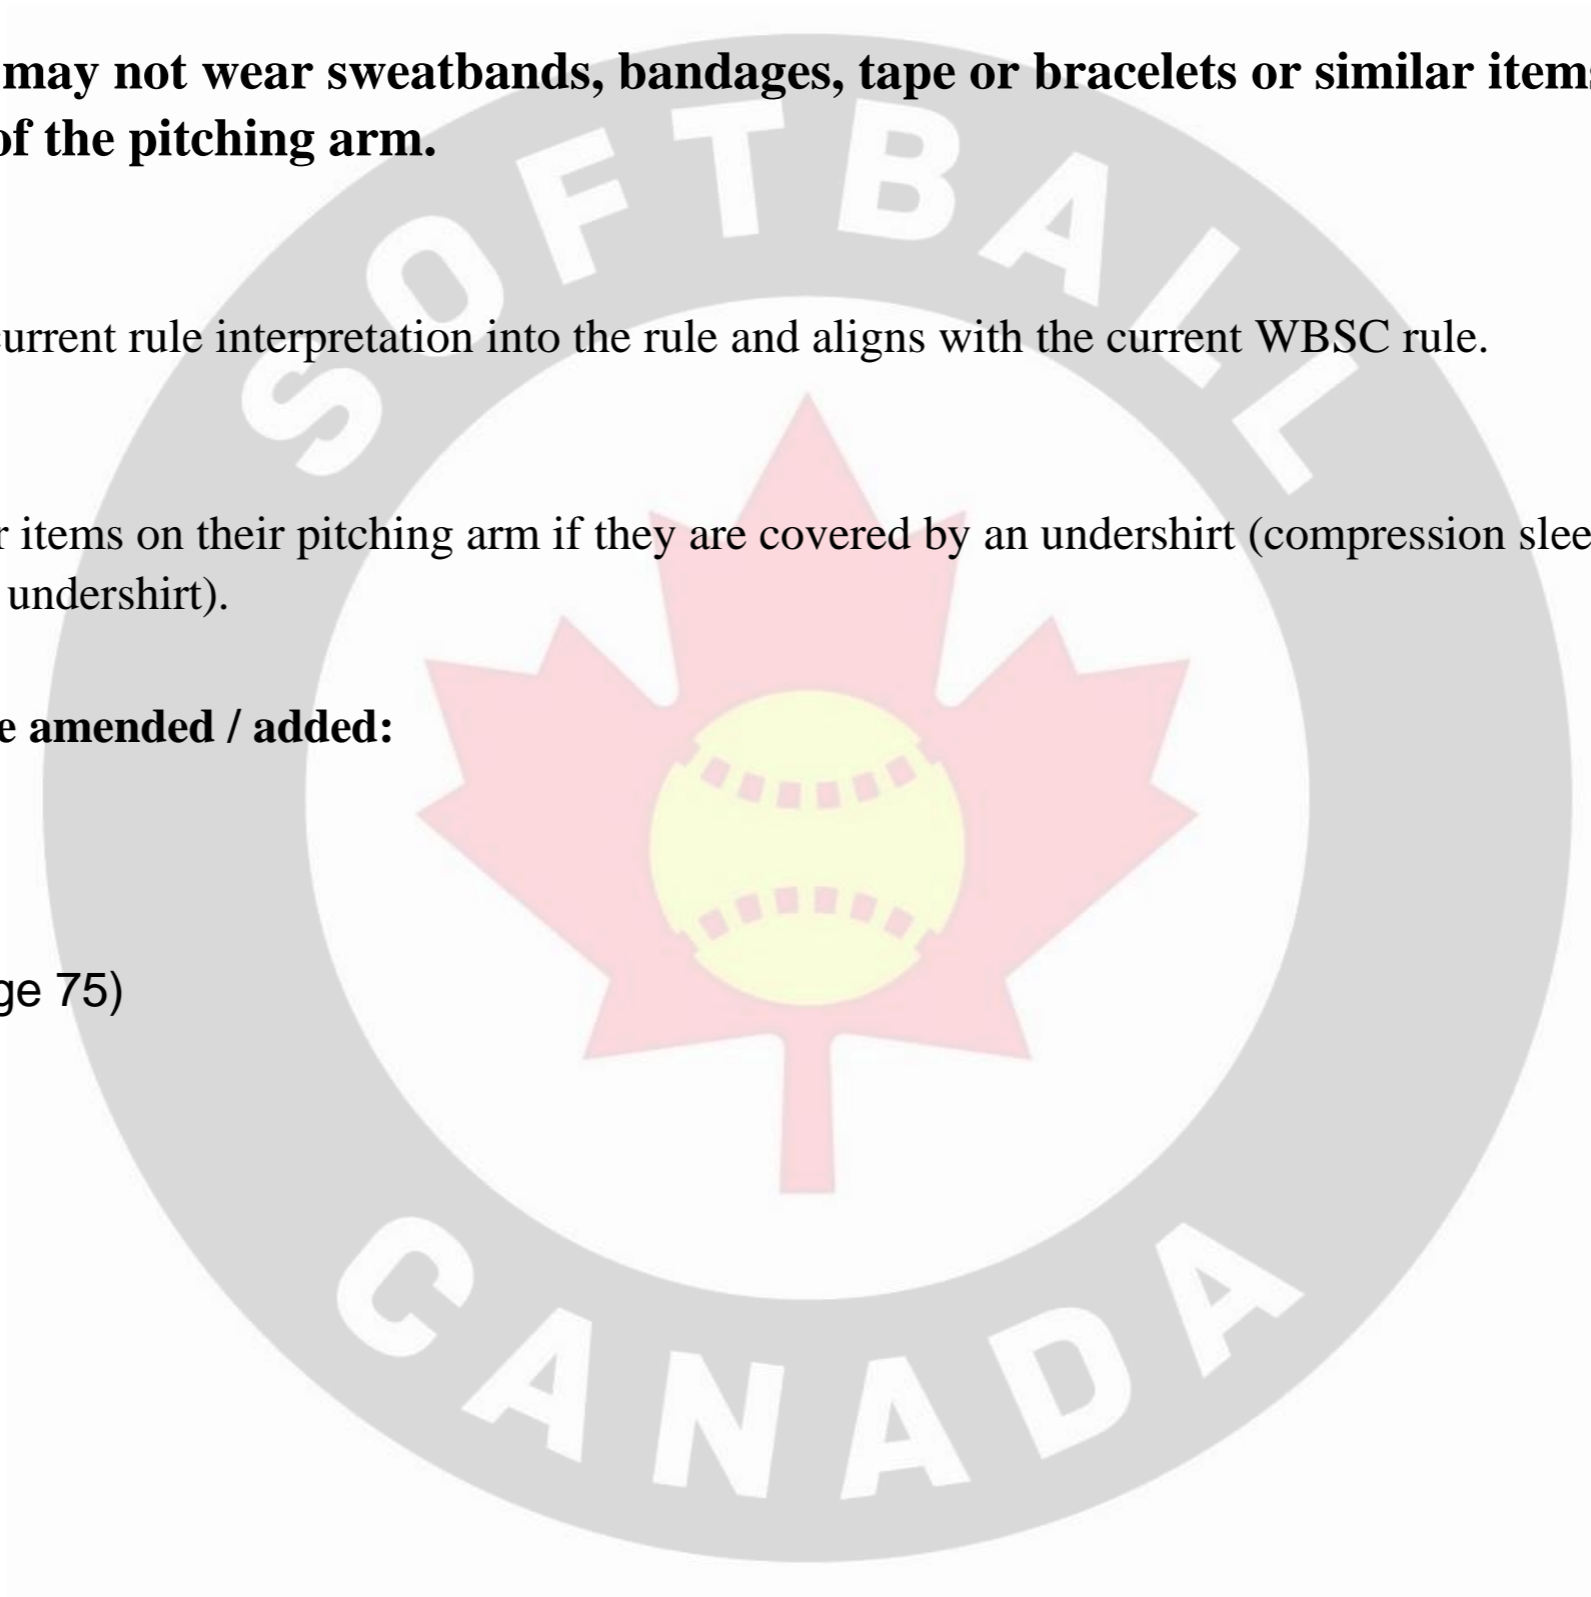 may not wear sweatbands, bandages, tape or bracelets or similar items
of the pitching arm.
SOFTBALL
current rule interpretation into the rule and aligns with the current WBSC rule.
r items on their pitching arm if they are covered by an undershirt (compression slee
undershirt).
e amended / added:
ge 75)
CANADA